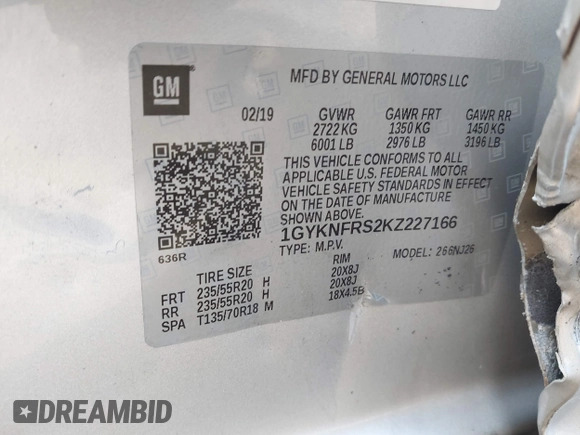 GM
MFD BY GENERAL MOTORS LLC
02/19 GVWR GAWR FRT GAWR RR
2722 KG 1350 KG 1450 KG
6001 LB 2976 LB 3196 LB
THIS VEHICLE CONFORMS TO ALL
APPLICABLE U.S. FEDERAL MOTOR
VEHICLE SAFETY STANDARDS IN EFFECT
ON THE DATE OF MANUFACTURE
SHOWN ABOVE.
1GYKNFRS2KZ227166
636R
TYPE: M.P.V. MODEL: 266NJ26
TIRE SIZE RIM
FRT 235/55R20 H 20X8J
RR 235/55R20 H 20X8J
SPA T135/70R18 M 18X4.5B
DREAMBID